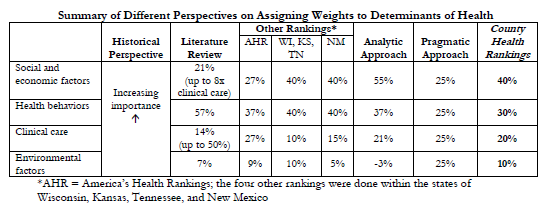 Summary of Different Perspectives on Assigning Weights to Determinants of Health
Historical Perspective
Literature Review
Other Rankings*
AHR
WI, KS, TN
NM
Analytic Approach
Pragmatic Approach
County Health Rankings
Social and economic factors
Increasing importance ↑
21% (up to 8x clinical care)
27%
40%
40%
55%
25%
40%
Health behaviors
57%
37%
40%
40%
37%
25%
30%
Clinical care
14% (up to 50%)
27%
10%
15%
21%
25%
20%
Environmental factors
7%
9%
10%
5%
-3%
25%
10%
*AHR = America's Health Rankings; the four other rankings were done within the states of
Wisconsin, Kansas, Tennessee, and New Mexico